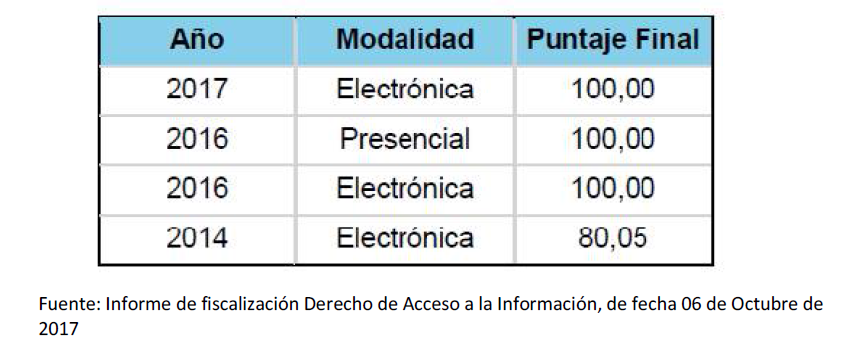 Año Modalidad Puntaje Final
2017 Electrónica 100,00
2016 Presencial 100,00
2016 Electrónica 100,00
2014 Electrónica 80,05
Fuente: Informe de fiscalización Derecho de Acceso a la Información, de fecha 06 de Octubre de
2017